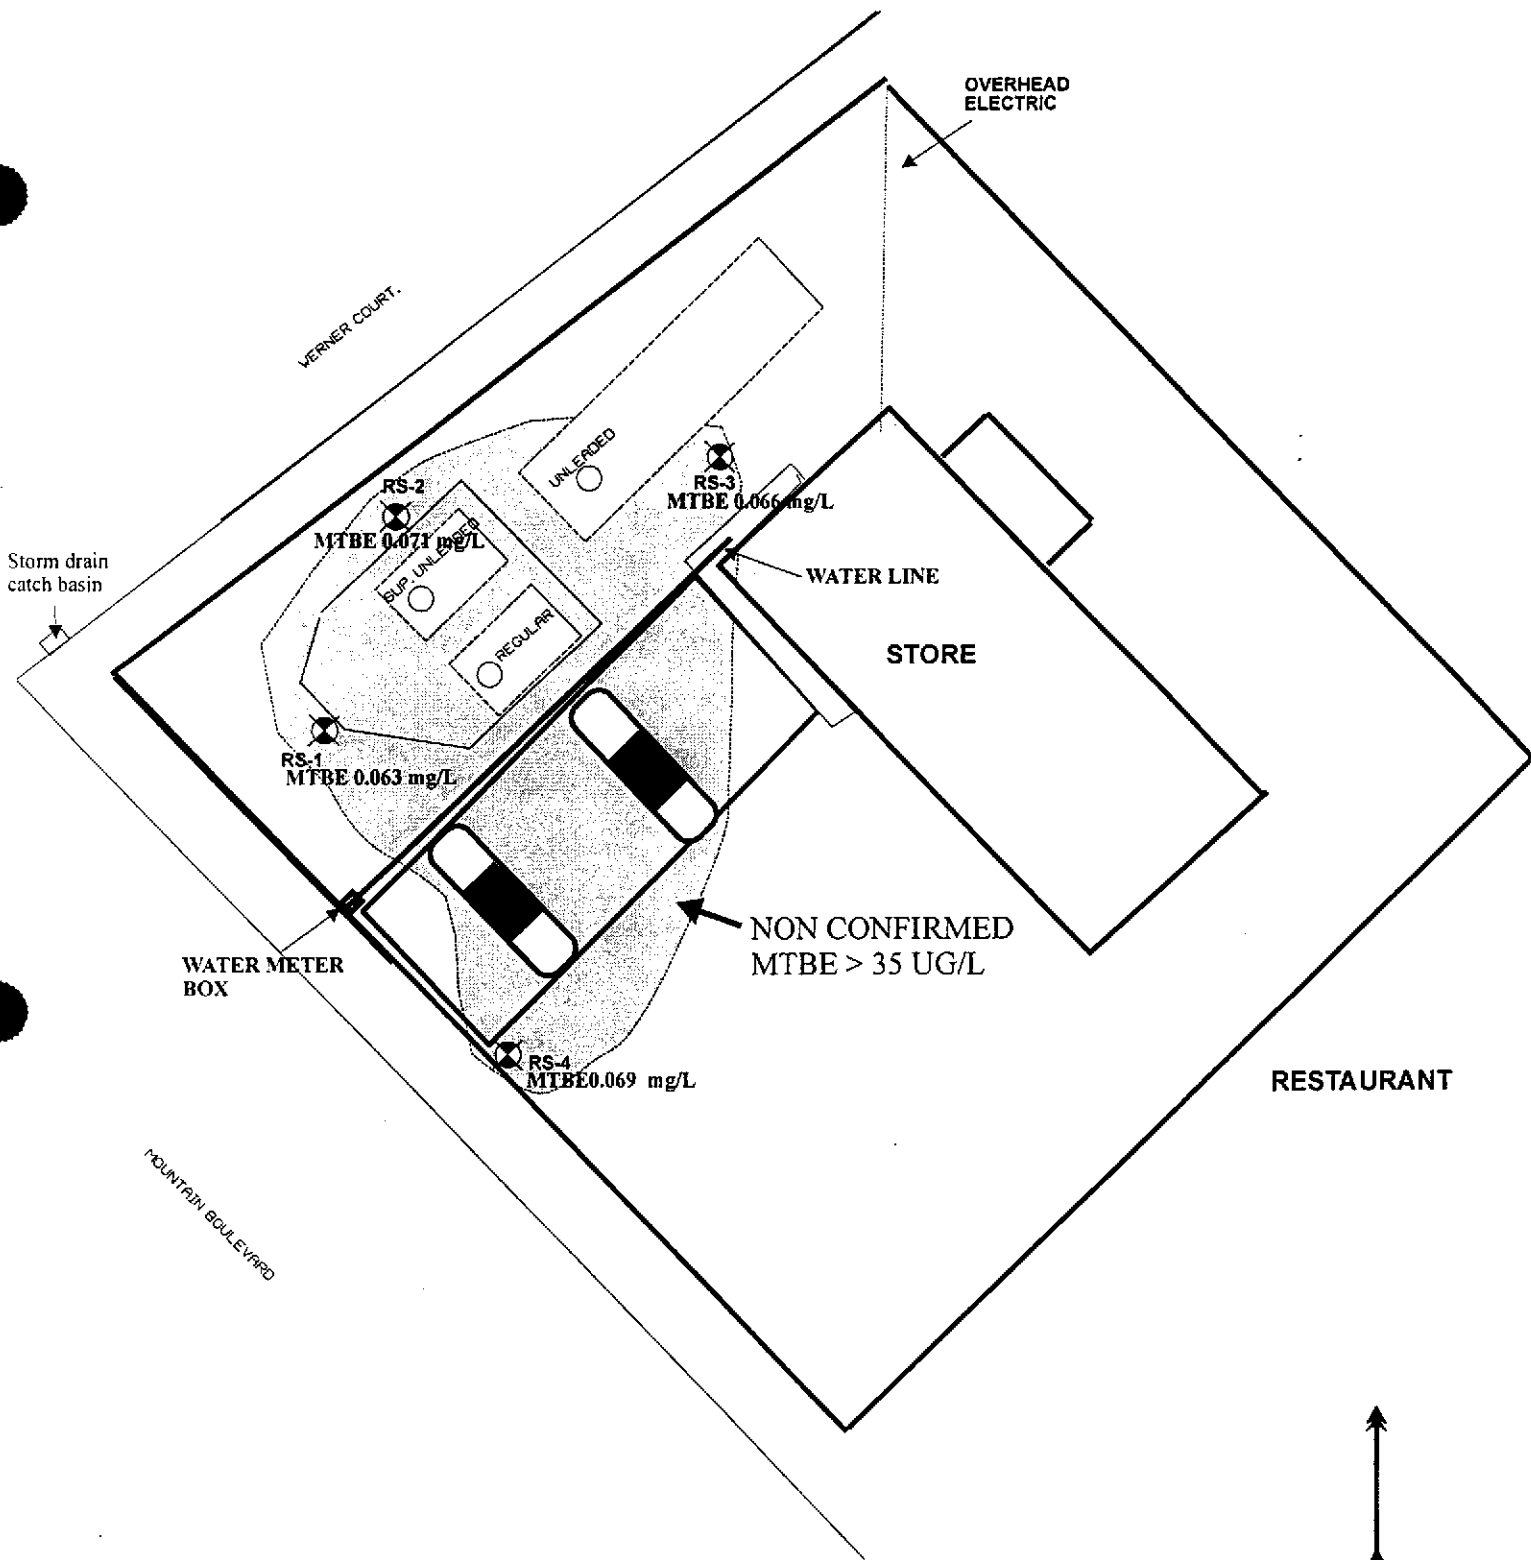 OVERHEAD
ELECTRIC
WERNER COURT.
UNLEADED
RS-2
MTBE 0.071 mg/L
RS-3
MTBE 0.066 mg/L
SUP. UNLEADED
Storm drain
catch basin
WATER LINE
REGULAR
STORE
RS-1
MTBE 0.063 mg/L
NON CONFIRMED
MTBE > 35 UG/L
WATER METER
BOX
RS-4
MTBE0.069 mg/L
RESTAURANT
MOUNTAIN BOULEVARD